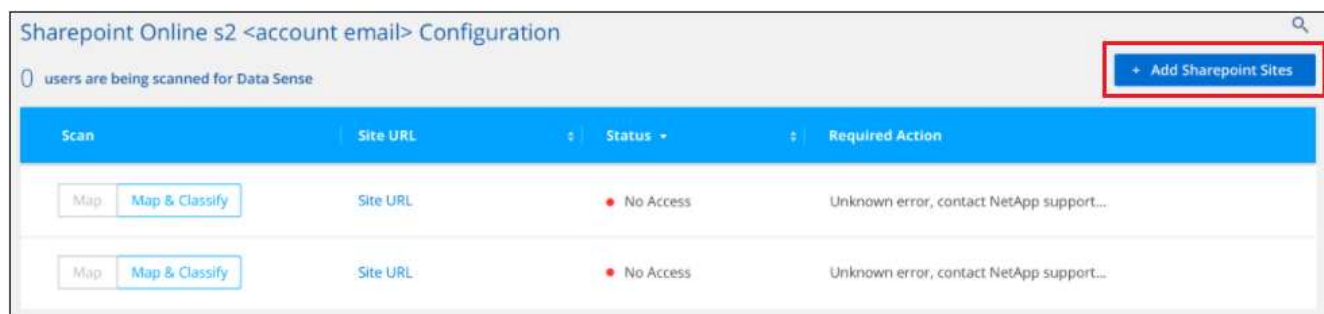 Sharepoint Online s2 <account email> Configuration
0 users are being scanned for Data Sense
+ Add Sharepoint Sites
Scan Site URL Status Required Action
Map Map & Classify Site URL No Access Unknown error, contact NetApp support...
Map Map & Classify Site URL No Access Unknown error, contact NetApp support...